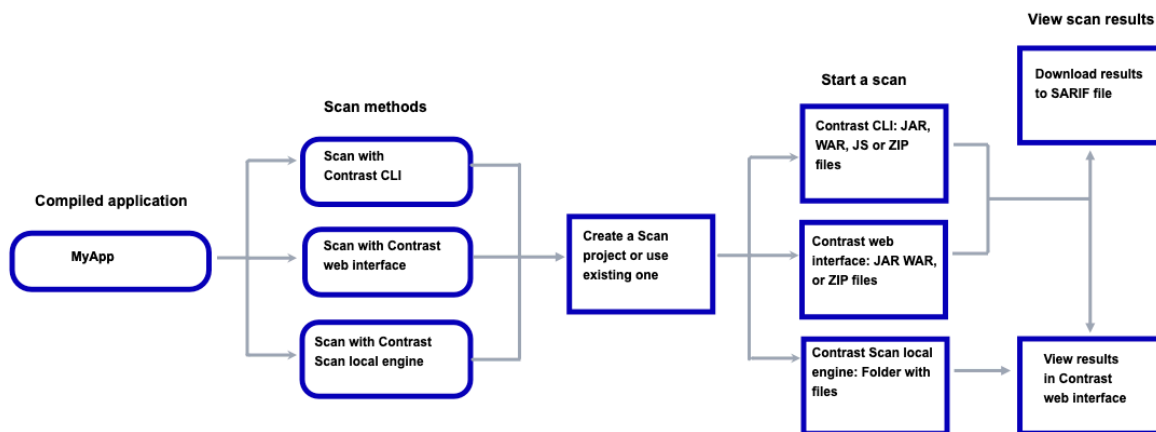 Compiled application
MyApp
Scan methods
Scan with
Contrast CLI
Scan with Contrast
web interface
Scan with Contrast
Scan local engine
Create a Scan
project or use
existing one
Start a scan
Contrast CLI: JAR,
WAR, JS or ZIP
files
Contrast web
interface: JAR WAR,
or ZIP files
Contrast Scan local
engine: Folder with
files
View scan results
Download results
to SARIF file
View results
in Contrast
web interface